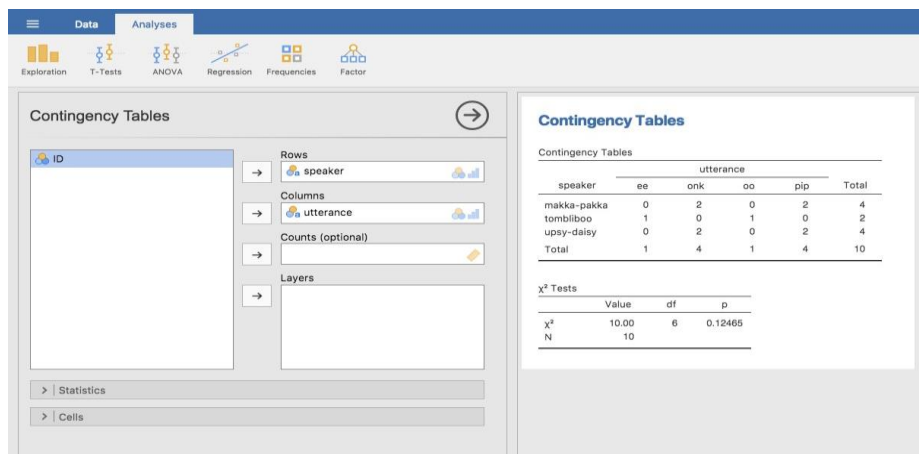 Data Analyses
Exploration T-Tests ANOVA Regression Frequencies Factor
Contingency Tables
ID
Rows
speaker
Columns
utterance
Counts (optional)
Layers
Statistics
Cells
Contingency Tables
Contingency Tables
utterance
speaker ee onk oo pip Total
makka-pakka 0 2 0 2 4
tombliboo 1 0 1 0 2
upsy-daisy 0 2 0 2 4
Total 1 4 1 4 10
χ² Tests
Value df p
χ² 10.00 6 0.12465
N 10